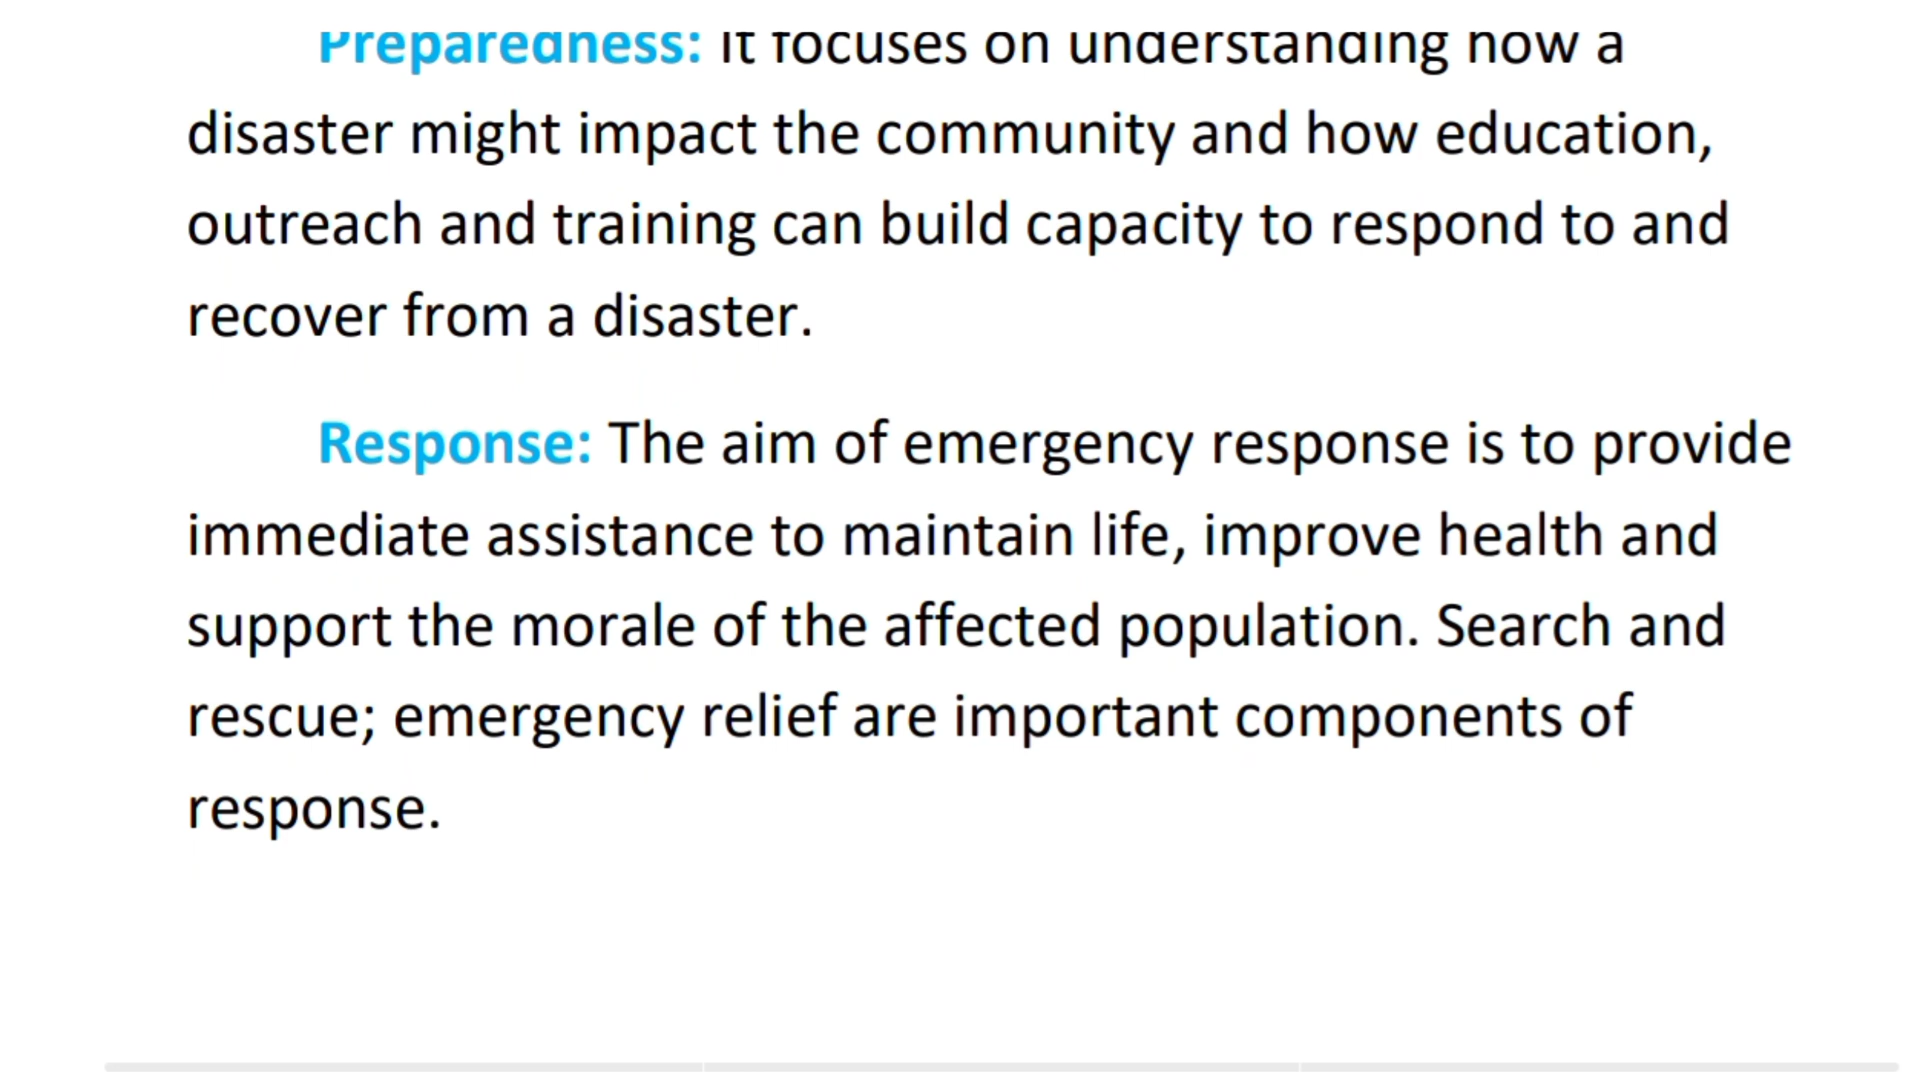 Preparedness: It focuses on understanding how a
disaster might impact the community and how education,
outreach and training can build capacity to respond to and
recover from a disaster.
Response: The aim of emergency response is to provide
immediate assistance to maintain life, improve health and
support the morale of the affected population. Search and
rescue; emergency relief are important components of
response.